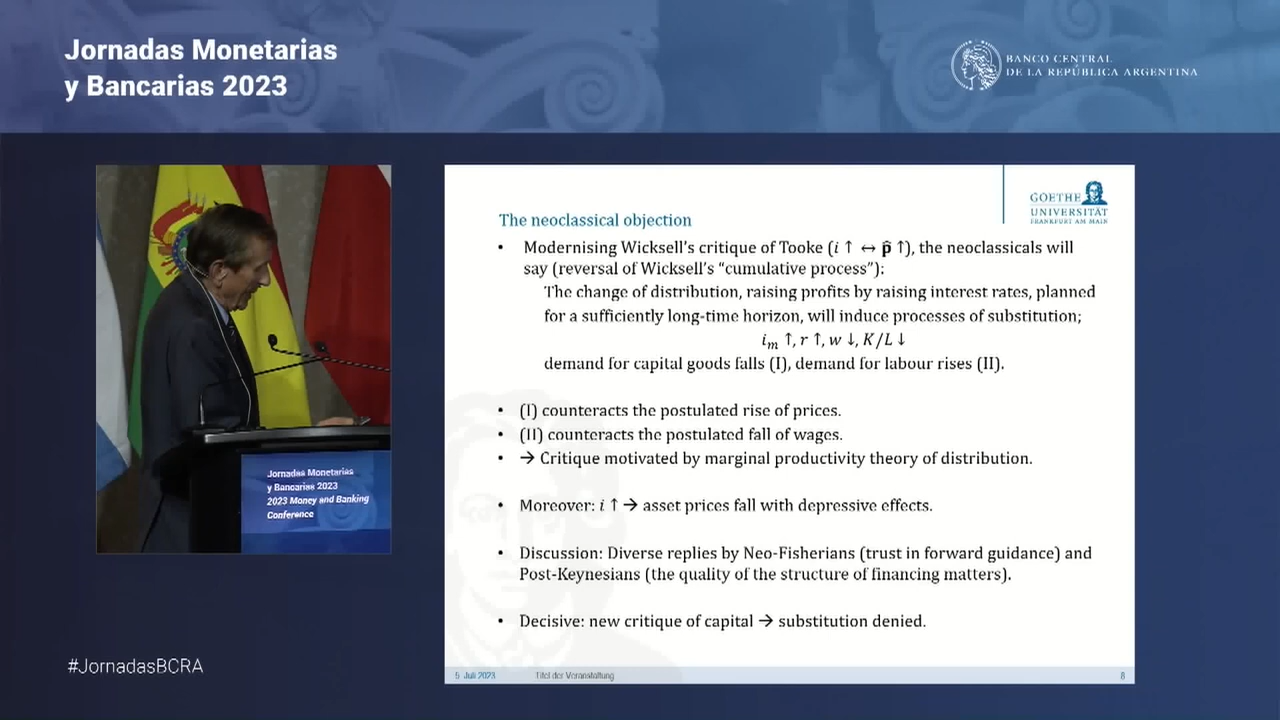 Jornadas Monetarias
y Bancarias 2023
BANCO CENTRAL
DE LA REPÚBLICA ARGENTINA
GOETHE
UNIVERSITÄT
FRANKFURT AM MAIN
The neoclassical objection
• Modernising Wicksell's critique of Tooke (i ↑ ↔ p̂ ↑), the neoclassicals will
say (reversal of Wicksell's “cumulative process”):
The change of distribution, raising profits by raising interest rates, planned
for a sufficiently long-time horizon, will induce processes of substitution;
iₘ ↑, r ↑, w ↓, K/L ↓
demand for capital goods falls (I), demand for labour rises (II).
• (I) counteracts the postulated rise of prices.
• (II) counteracts the postulated fall of wages.
• → Critique motivated by marginal productivity theory of distribution.
• Moreover: i ↑ → asset prices fall with depressive effects.
• Discussion: Diverse replies by Neo-Fisherians (trust in forward guidance) and
Post-Keynesians (the quality of the structure of financing matters).
• Decisive: new critique of capital → substitution denied.
5 Juli 2023
Titel der Veranstaltung
8
Jornadas Monetarias
y Bancarias 2023
2023 Money and Banking
Conference
#JornadasBCRA